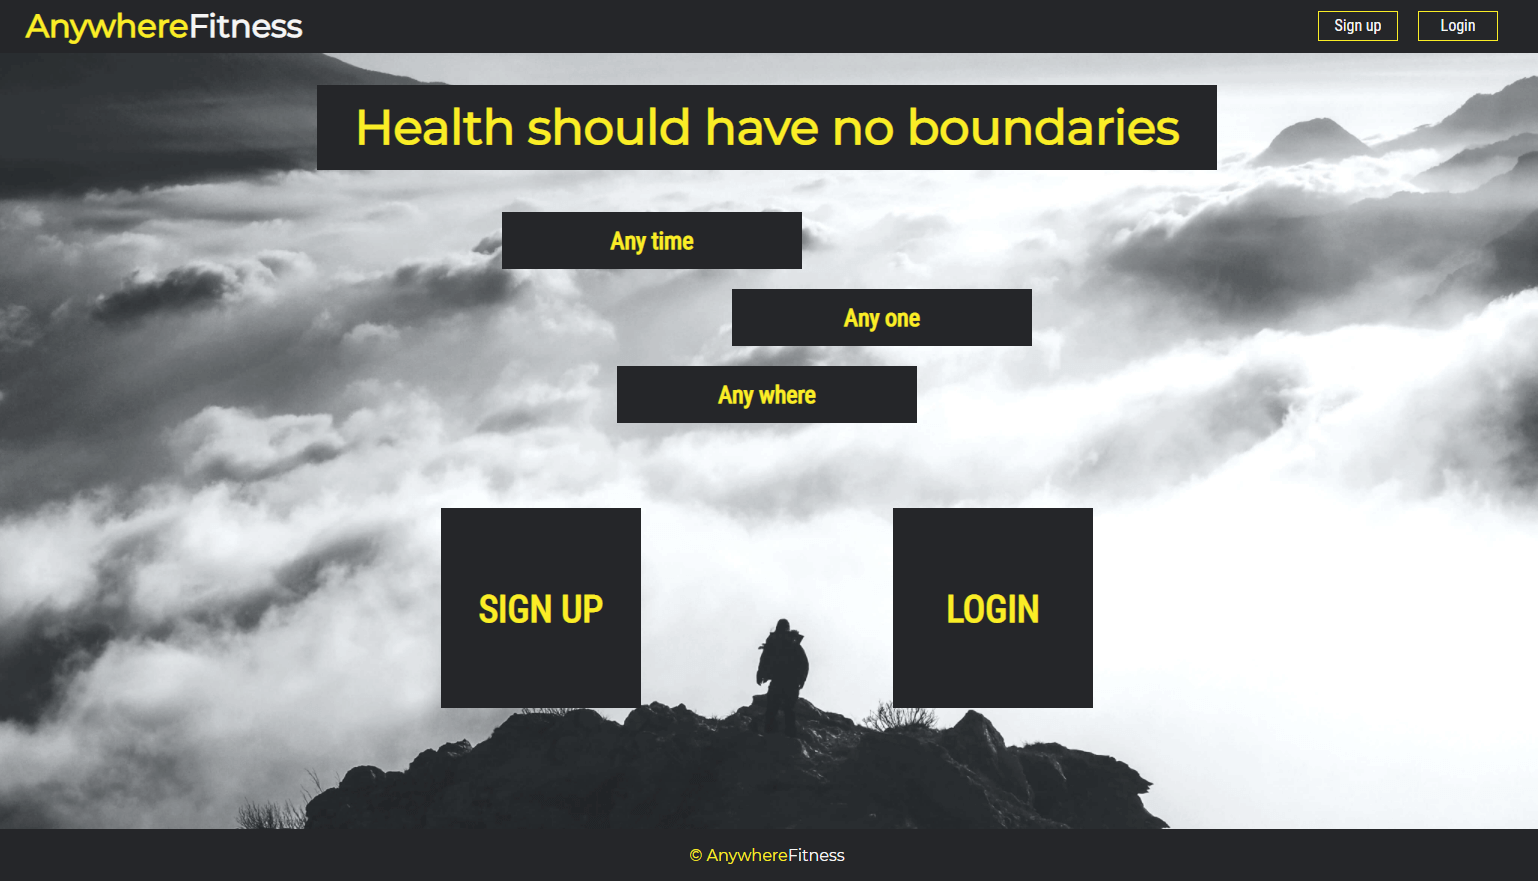 AnywhereFitness
Sign up
Login
Health should have no boundaries
Any time
Any one
Any where
SIGN UP
LOGIN
© AnywhereFitness